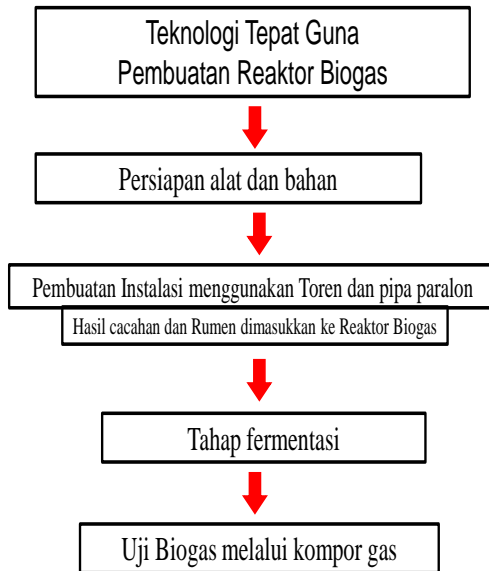 Teknologi Tepat Guna
Pembuatan Reaktor Biogas
Persiapan alat dan bahan
Pembuatan Instalasi menggunakan Toren dan pipa paralon
Hasil cacahan dan Rumen dimasukkan ke Reaktor Biogas
Tahap fermentasi
Uji Biogas melalui kompor gas